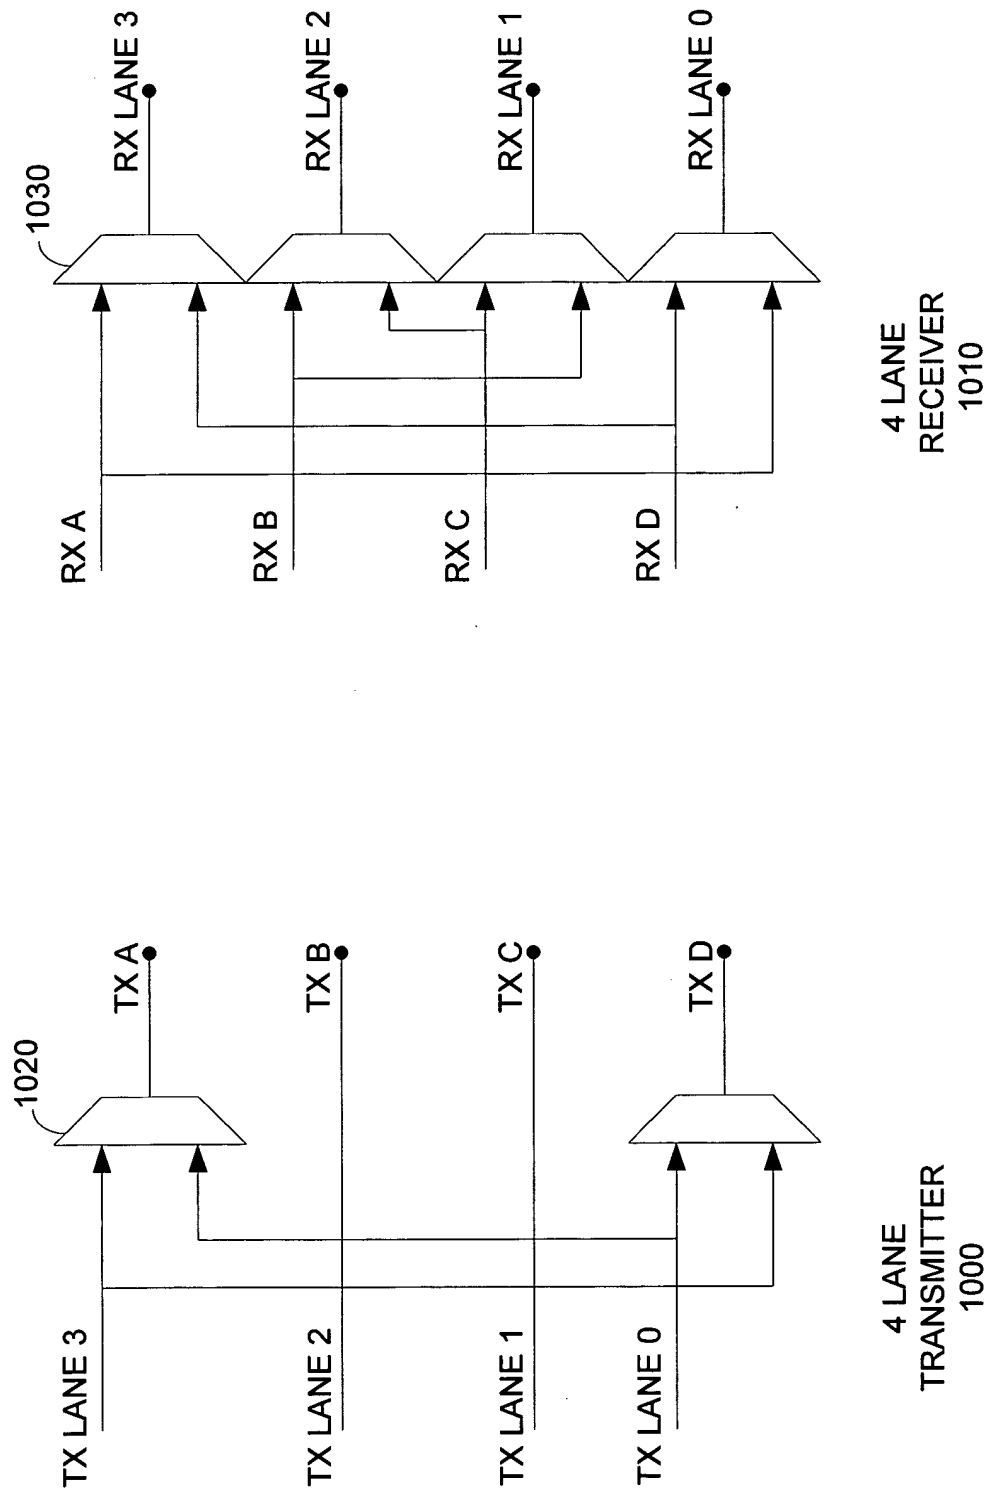 TX LANE 3
TX LANE 2
TX LANE 1
TX LANE 0
1020
TX A
TX B
TX C
TX D
4 LANE
TRANSMITTER
1000
RX A
RX B
RX C
RX D
1030
RX LANE 3
RX LANE 2
RX LANE 1
RX LANE 0
4 LANE
RECEIVER
1010